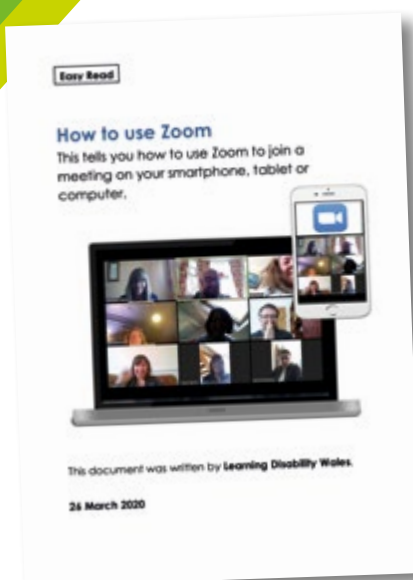 Easy Read
How to use Zoom
This tells you how to use Zoom to join a
meeting on your smartphone, tablet or
computer.
This document was written by Learning Disability Wales.
26 March 2020